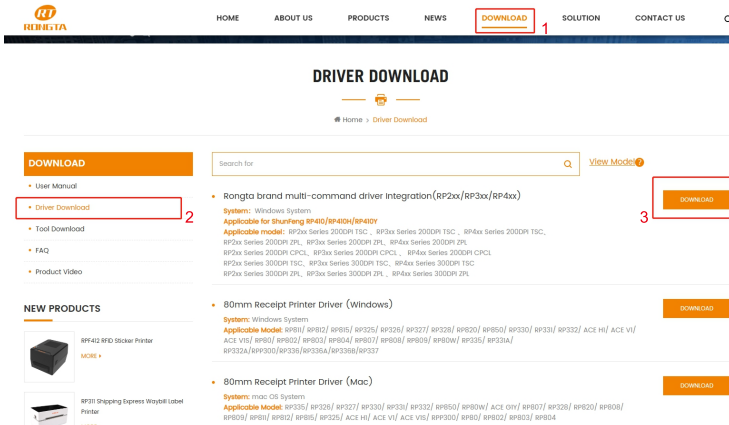 RT
RONGTA
HOME ABOUT US PRODUCTS NEWS DOWNLOAD SOLUTION CONTACT US
1
DRIVER DOWNLOAD
Home > Driver Download
DOWNLOAD
Search for
View Model?
User Manual
Driver Download
2
Tool Download
FAQ
Product Video
Rongta brand multi-command driver Integration(RP2xx/RP3xx/RP4xx)
DOWNLOAD
3
System: Windows System
Applicable for ShunFeng RP410/RP410H/RP410Y
Applicable model: RP2xx Series 200DPI TSC 、RP3xx Series 200DPI TSC 、RP4xx Series 200DPI TSC、
RP2xx Series 200DPI ZPL、RP3xx Series 200DPI ZPL、RP4xx Series 200DPI ZPL
RP2xx Series 200DPI CPCL、RP3xx Series 200DPI CPCL 、 RP4xx Series 200DPI CPCL
RP2xx Series 300DPI TSC、RP3xx Series 300DPI TSC、RP4xx Series 300DPI TSC
RP2xx Series 300DPI ZPL、RP3xx Series 300DPI ZPL 、RP4xx Series 300DPI ZPL
NEW PRODUCTS
RPF412 RFID Sticker Printer
MORE
RP311 Shipping Express Waybill Label
Printer
80mm Receipt Printer Driver (Windows)
DOWNLOAD
System: Windows System
Applicable Model: RP811/ RP812/ RP815/ RP325/ RP326/ RP327/ RP328/ RP820/ RP850/ RP330/ RP331/ RP332/ ACE H1/ ACE V1/
ACE V1S/ RP80/ RP802/ RP803/ RP804/ RP807/ RP808/ RP809/ RP80W/ RP335/ RP331A/
RP332A/RPP300/RP336/RP336A/RP336B/RP337
80mm Receipt Printer Driver (Mac)
DOWNLOAD
System: mac OS System
Applicable Model: RP335/ RP326/ RP327/ RP330/ RP331/ RP332/ RP850/ RP80W/ ACE G1Y/ RP807/ RP328/ RP820/ RP808/
RP809/ RP811/ RP812/ RP815/ RP325/ ACE H1/ ACE V1/ ACE V1S/ RPP300/ RP80/ RP802/ RP803/ RP804